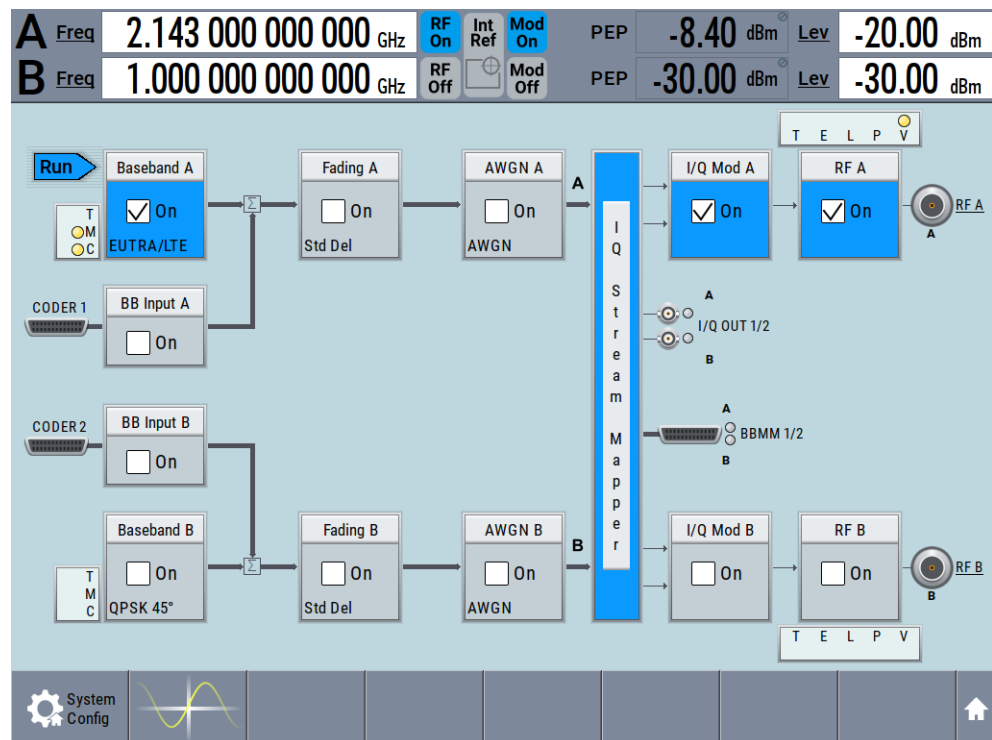 A Freq 2.143 000 000 000 GHz RF On Int Ref Mod On PEP -8.40 dBm Lev -20.00 dBm
B Freq 1.000 000 000 000 GHz RF Off Mod Off PEP -30.00 dBm Lev -30.00 dBm
T E L P V
Run
Baseband A
On
EUTRA/LTE
T
M
C
Fading A
On
Std Del
AWGN A
On
AWGN
A
I/Q Mod A
On
RF A
On
RF A
A
CODER 1
BB Input A
On
IQ Stream Mapper
A
I/Q OUT 1/2
B
CODER 2
BB Input B
On
A
BBMM 1/2
B
Baseband B
On
QPSK 45°
T
M
C
Fading B
On
Std Del
AWGN B
On
AWGN
B
I/Q Mod B
On
RF B
On
RF B
B
T E L P V
Σ
Σ
System
Config